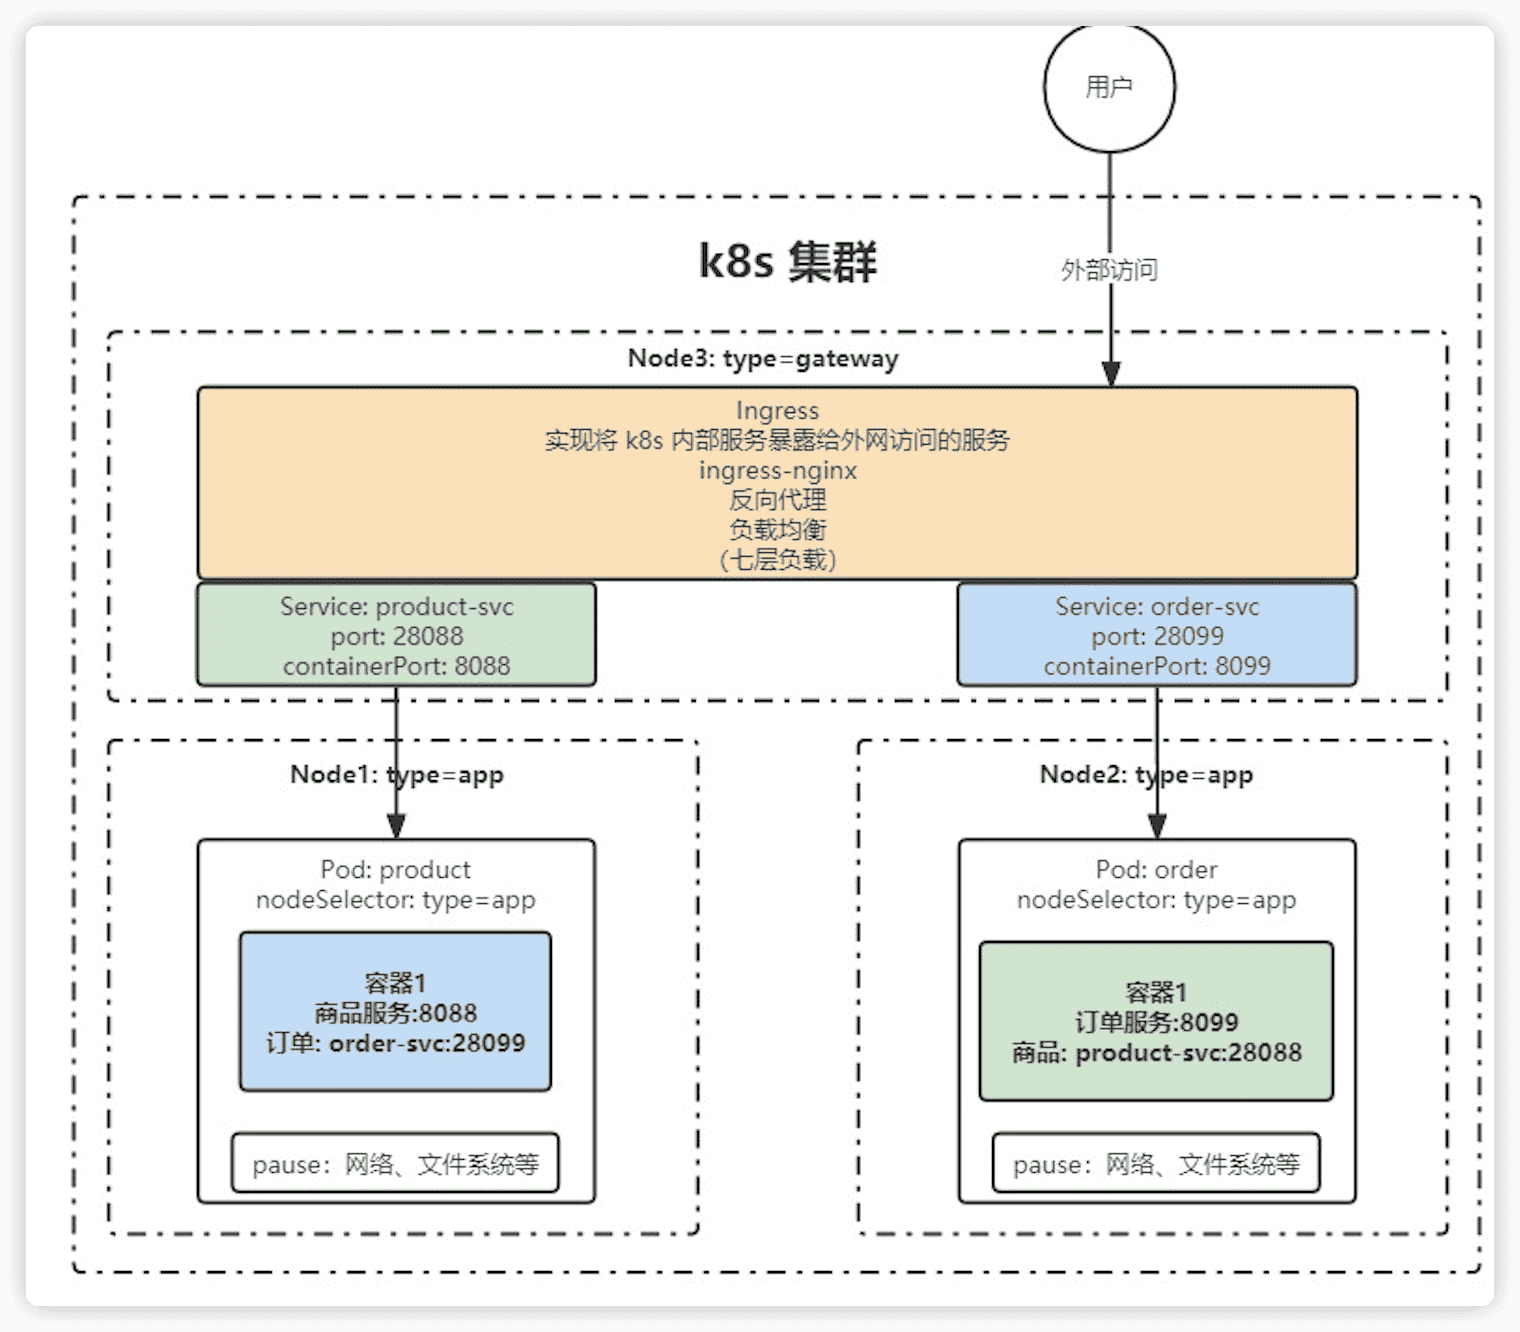 用户
k8s 集群
外部访问
Node3: type=gateway
Ingress
实现将 k8s 内部服务暴露给外网访问的服务
ingress-nginx
反向代理
负载均衡
（七层负载）
Service: product-svc
port: 28088
containerPort: 8088
Service: order-svc
port: 28099
containerPort: 8099
Node1: type=app
Pod: product
nodeSelector: type=app
容器1
商品服务:8088
订单: order-svc:28099
pause：网络、文件系统等
Node2: type=app
Pod: order
nodeSelector: type=app
容器1
订单服务:8099
商品: product-svc:28088
pause：网络、文件系统等